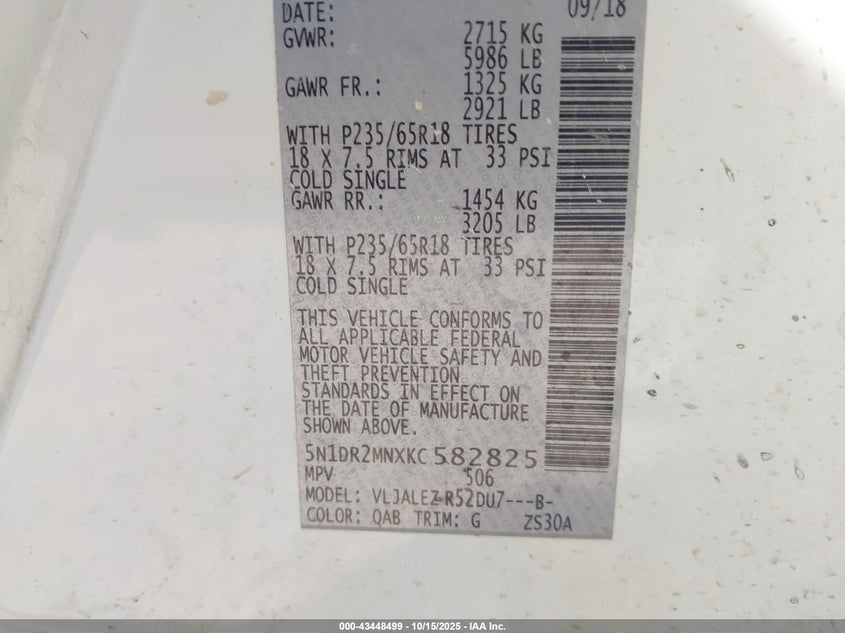 DATE: 09/18
GVWR: 2715 KG
5986 LB
GAWR FR.: 1325 KG
2921 LB
WITH P235/65R18 TIRES
18 X 7.5 RIMS AT 33 PSI
COLD SINGLE
GAWR RR.: 1454 KG
3205 LB
WITH P235/65R18 TIRES
18 X 7.5 RIMS AT 33 PSI
COLD SINGLE
THIS VEHICLE CONFORMS TO
ALL APPLICABLE FEDERAL
MOTOR VEHICLE SAFETY AND
THEFT PREVENTION
STANDARDS IN EFFECT ON
THE DATE OF MANUFACTURE
SHOWN ABOVE.
5N1DR2MNXKC582825
MPV 506
MODEL: VLJALEZ-R52DU7---B-
COLOR: QAB TRIM: G ZS30A
000-43448499 - 10/15/2025 - IAA Inc.